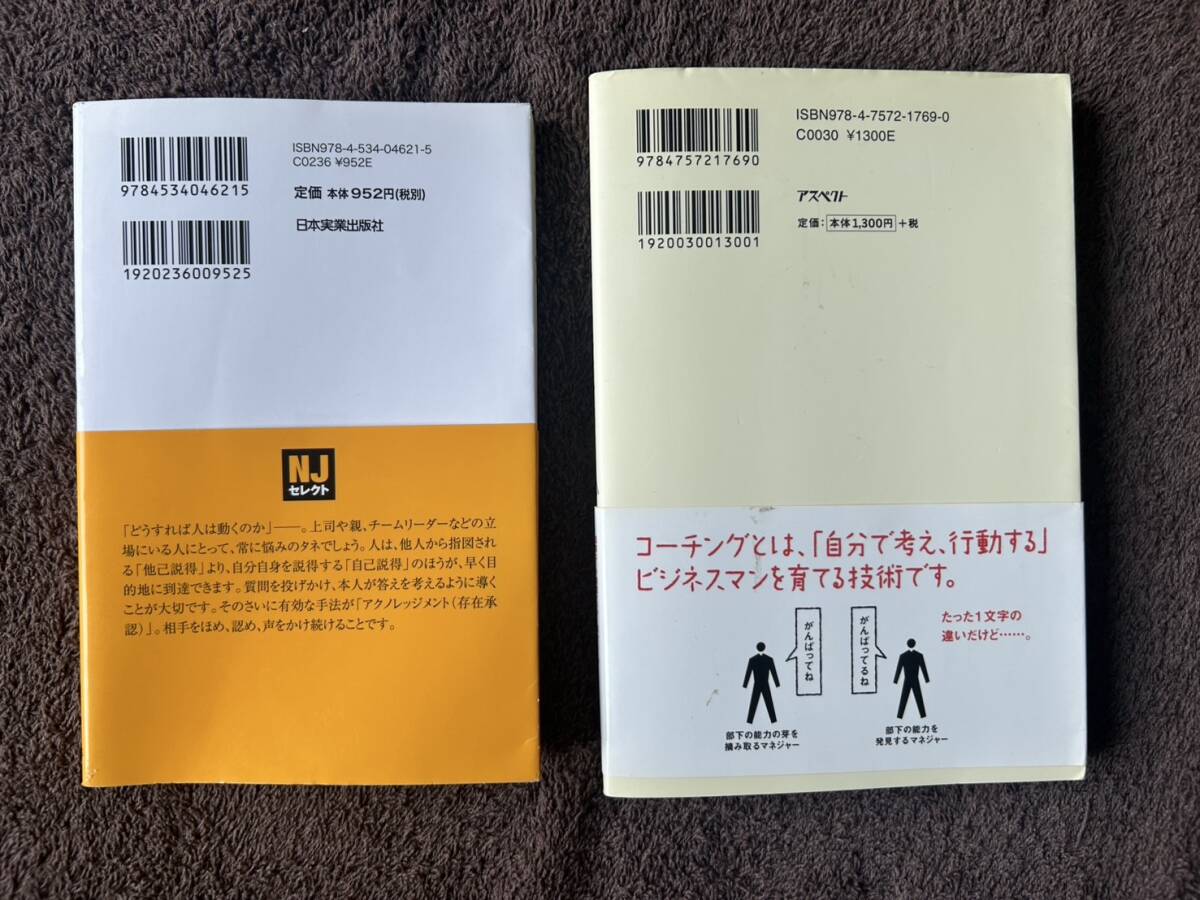 ISBN978-4-534-04621-5
C0236 ¥952E
9784534046215
定価 本体952円(税別)
日本実業出版社
1920236009525
NJ
セレクト
「どうすれば人は動くのか」――。上司や親、チームリーダーなどの立
場にいる人にとって、常に悩みのタネでしょう。人は、他人から指図され
る「他己説得」より、自分自身を説得する「自己説得」のほうが、早く目
的地に到達できます。質問を投げかけ、本人が答えを考えるように導く
ことが大切です。そのさいに有効な手法が「アクノレッジメント(存在承
認)」。相手をほめ、認め、声をかけ続けることです。
ISBN978-4-7572-1769-0
C0030 ¥1300E
9784757217690
アスペクト
定価:本体1,300円+税
1920030013001
コーチングとは、「自分で考え、行動する」
ビジネスマンを育てる技術です。
たった1文字の
違いだけど……。
がんばってね
がんばってるね
部下の能力の芽を
摘み取るマネジャー
部下の能力を
発見するマネジャー